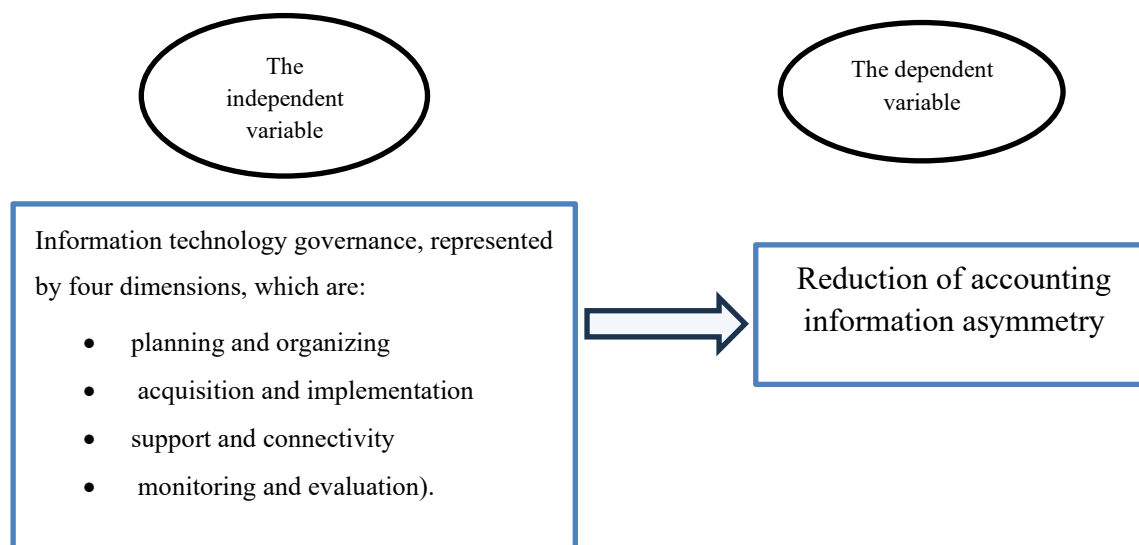 The
independent
variable
The dependent
variable
Information technology governance, represented
by four dimensions, which are:
• planning and organizing
• acquisition and implementation
• support and connectivity
• monitoring and evaluation).
Reduction of accounting
information asymmetry